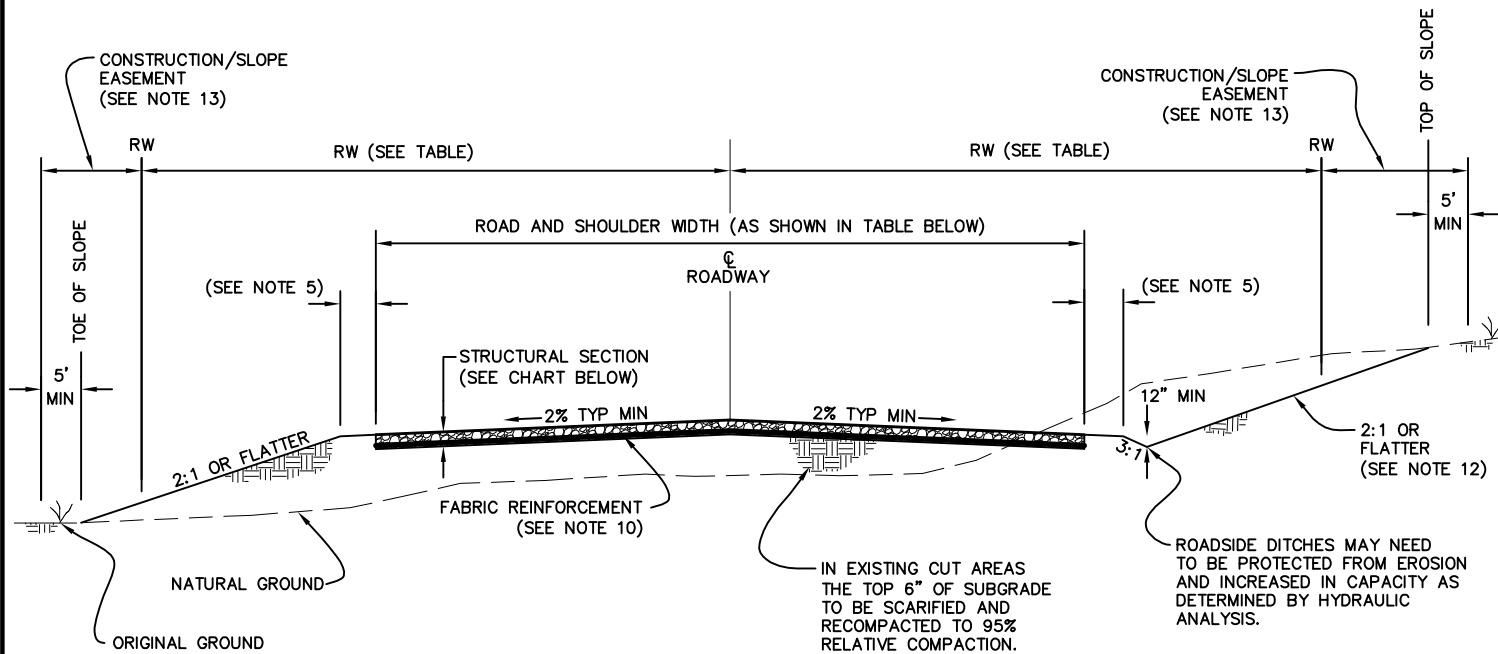 CONSTRUCTION/SLOPE
EASEMENT
(SEE NOTE 13)
CONSTRUCTION/SLOPE
EASEMENT
(SEE NOTE 13)
TOP OF SLOPE
RW
RW (SEE TABLE)
RW (SEE TABLE)
RW
5'
MIN
TOE OF SLOPE
ROAD AND SHOULDER WIDTH (AS SHOWN IN TABLE BELOW)
℄
ROADWAY
(SEE NOTE 5)
(SEE NOTE 5)
5'
MIN
STRUCTURAL SECTION
(SEE CHART BELOW)
2% TYP MIN
2% TYP MIN
12" MIN
2:1 OR FLATTER
3:1
2:1 OR
FLATTER
(SEE NOTE 12)
FABRIC REINFORCEMENT
(SEE NOTE 10)
NATURAL GROUND
ORIGINAL GROUND
IN EXISTING CUT AREAS
THE TOP 6" OF SUBGRADE
TO BE SCARIFIED AND
RECOMPACTED TO 95%
RELATIVE COMPACTION.
ROADSIDE DITCHES MAY NEED
TO BE PROTECTED FROM EROSION
AND INCREASED IN CAPACITY AS
DETERMINED BY HYDRAULIC
ANALYSIS.